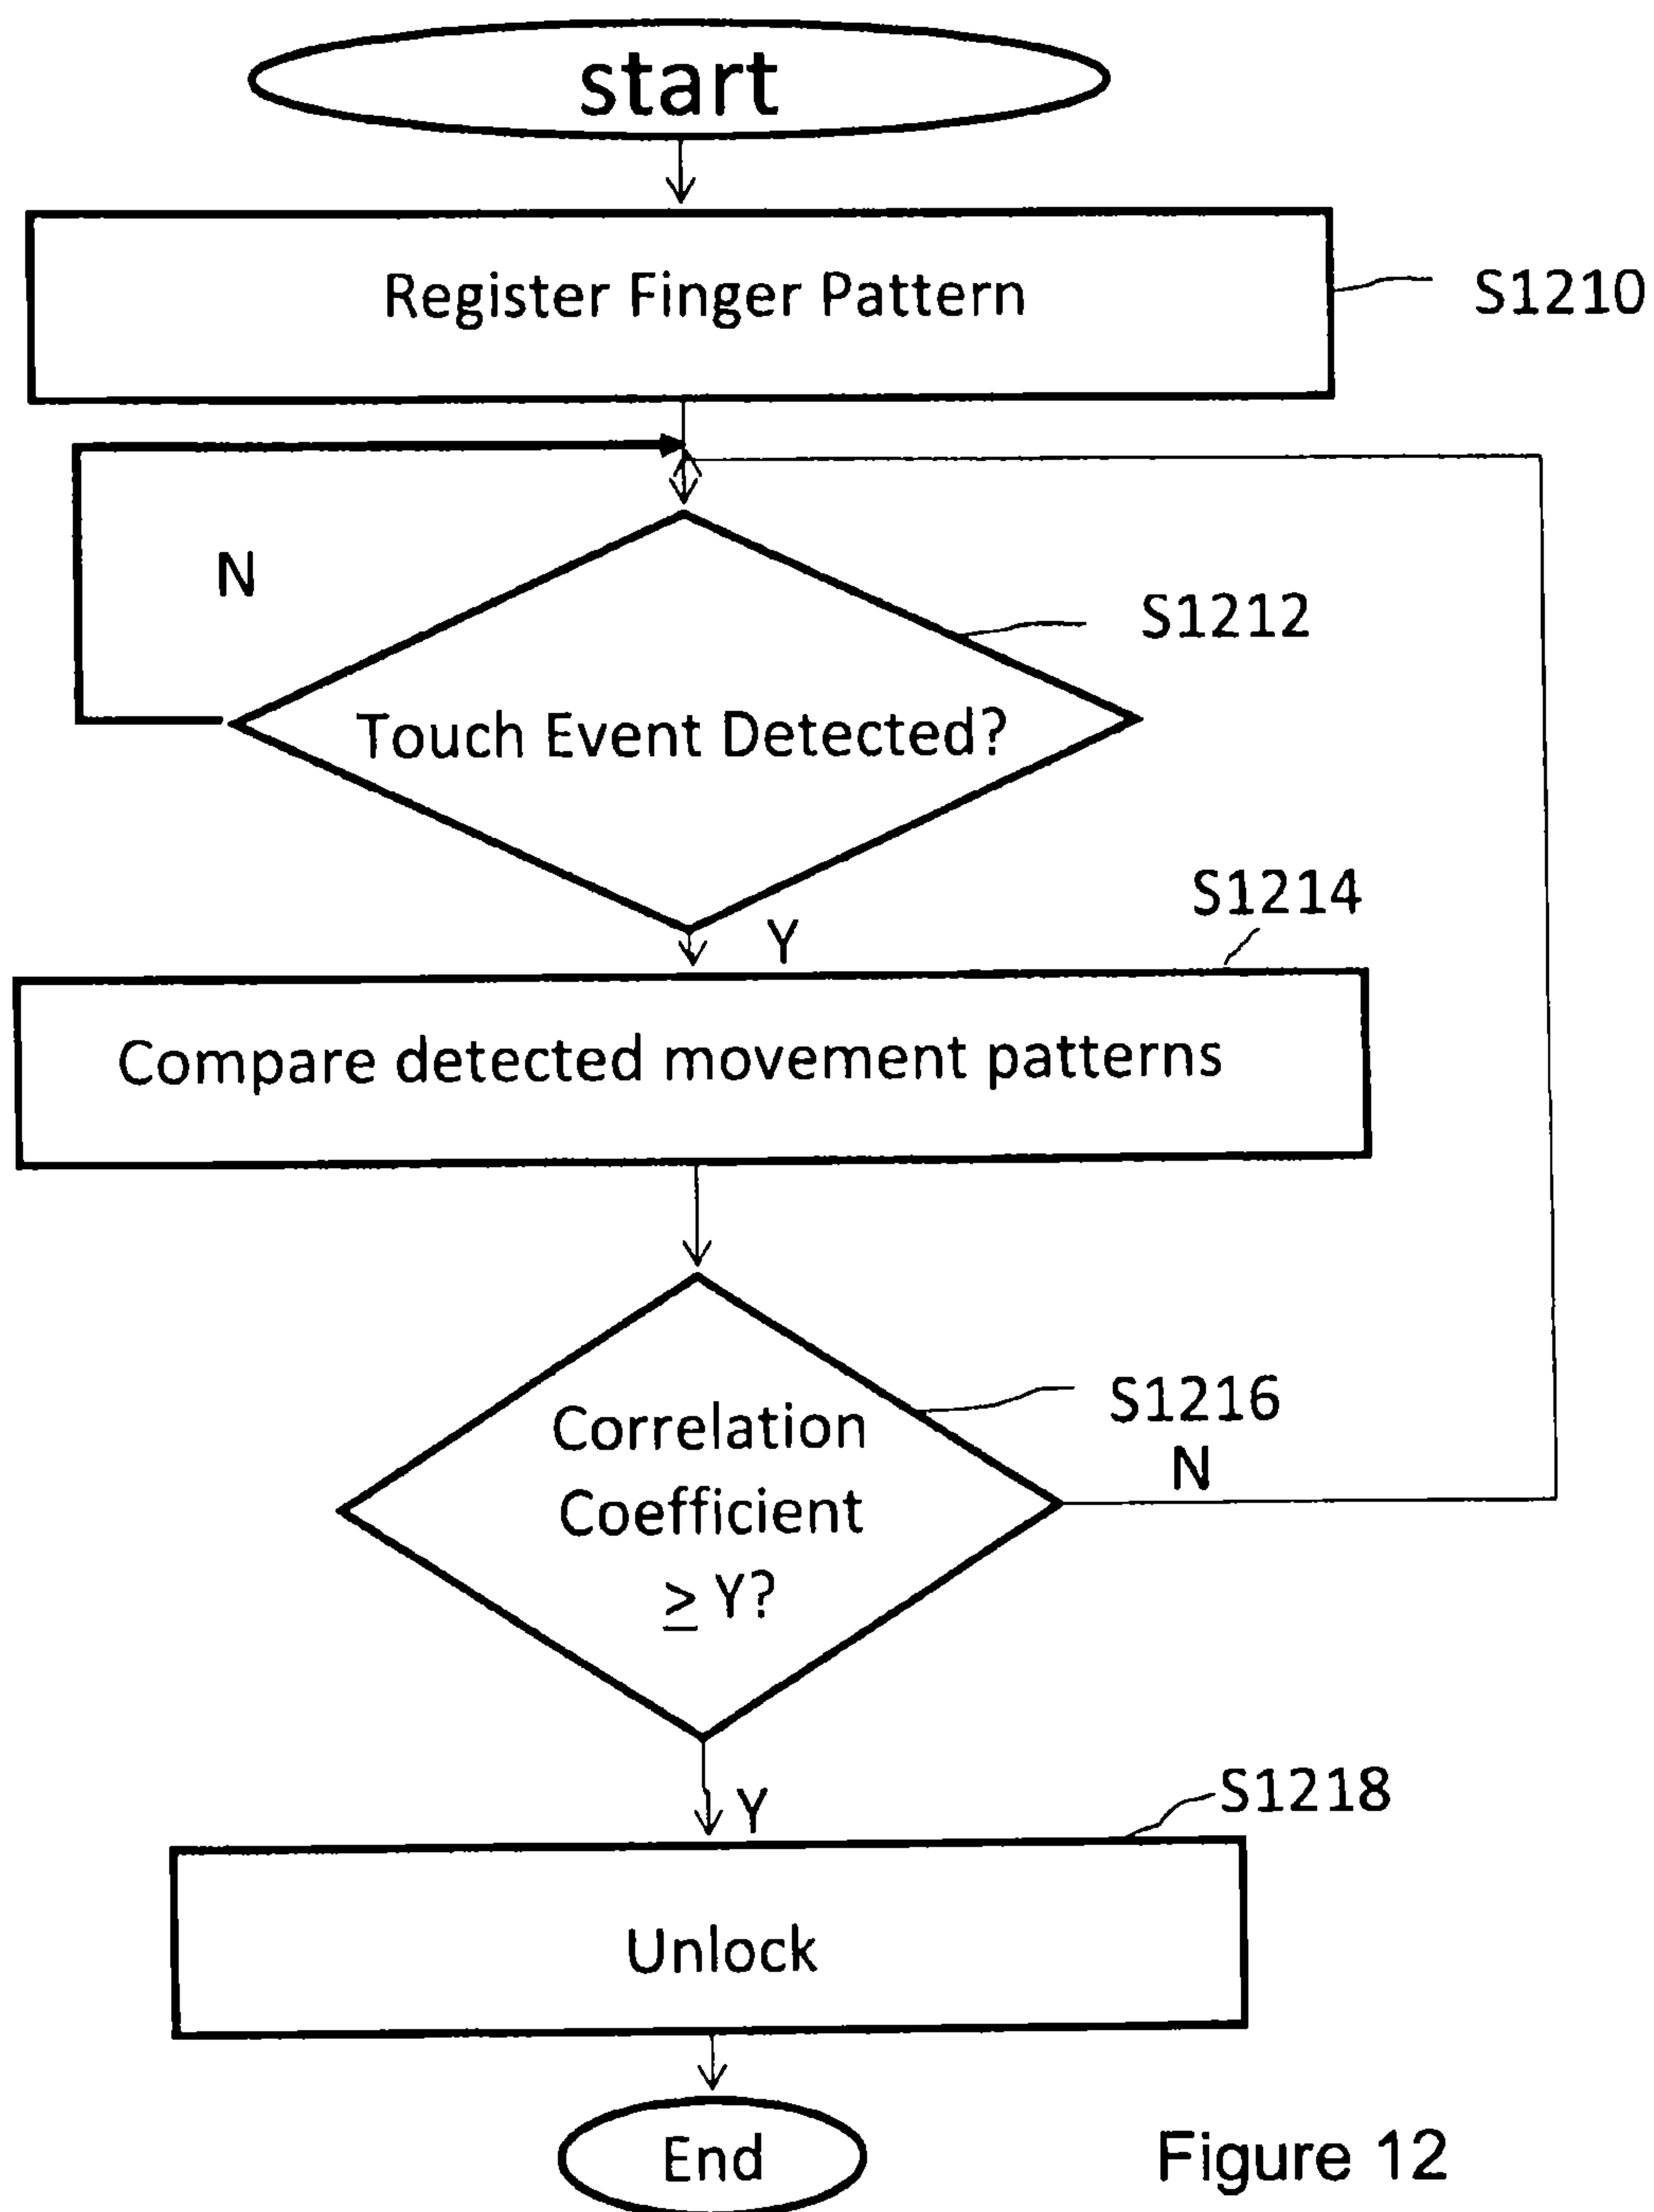 start
Register Finger Pattern
S1210
N
S1212
Touch Event Detected?
S1214
Y
Compare detected movement patterns
S1216
N
Correlation
Coefficient
≥ Y?
S1218
Y
Unlock
End
Figure 12